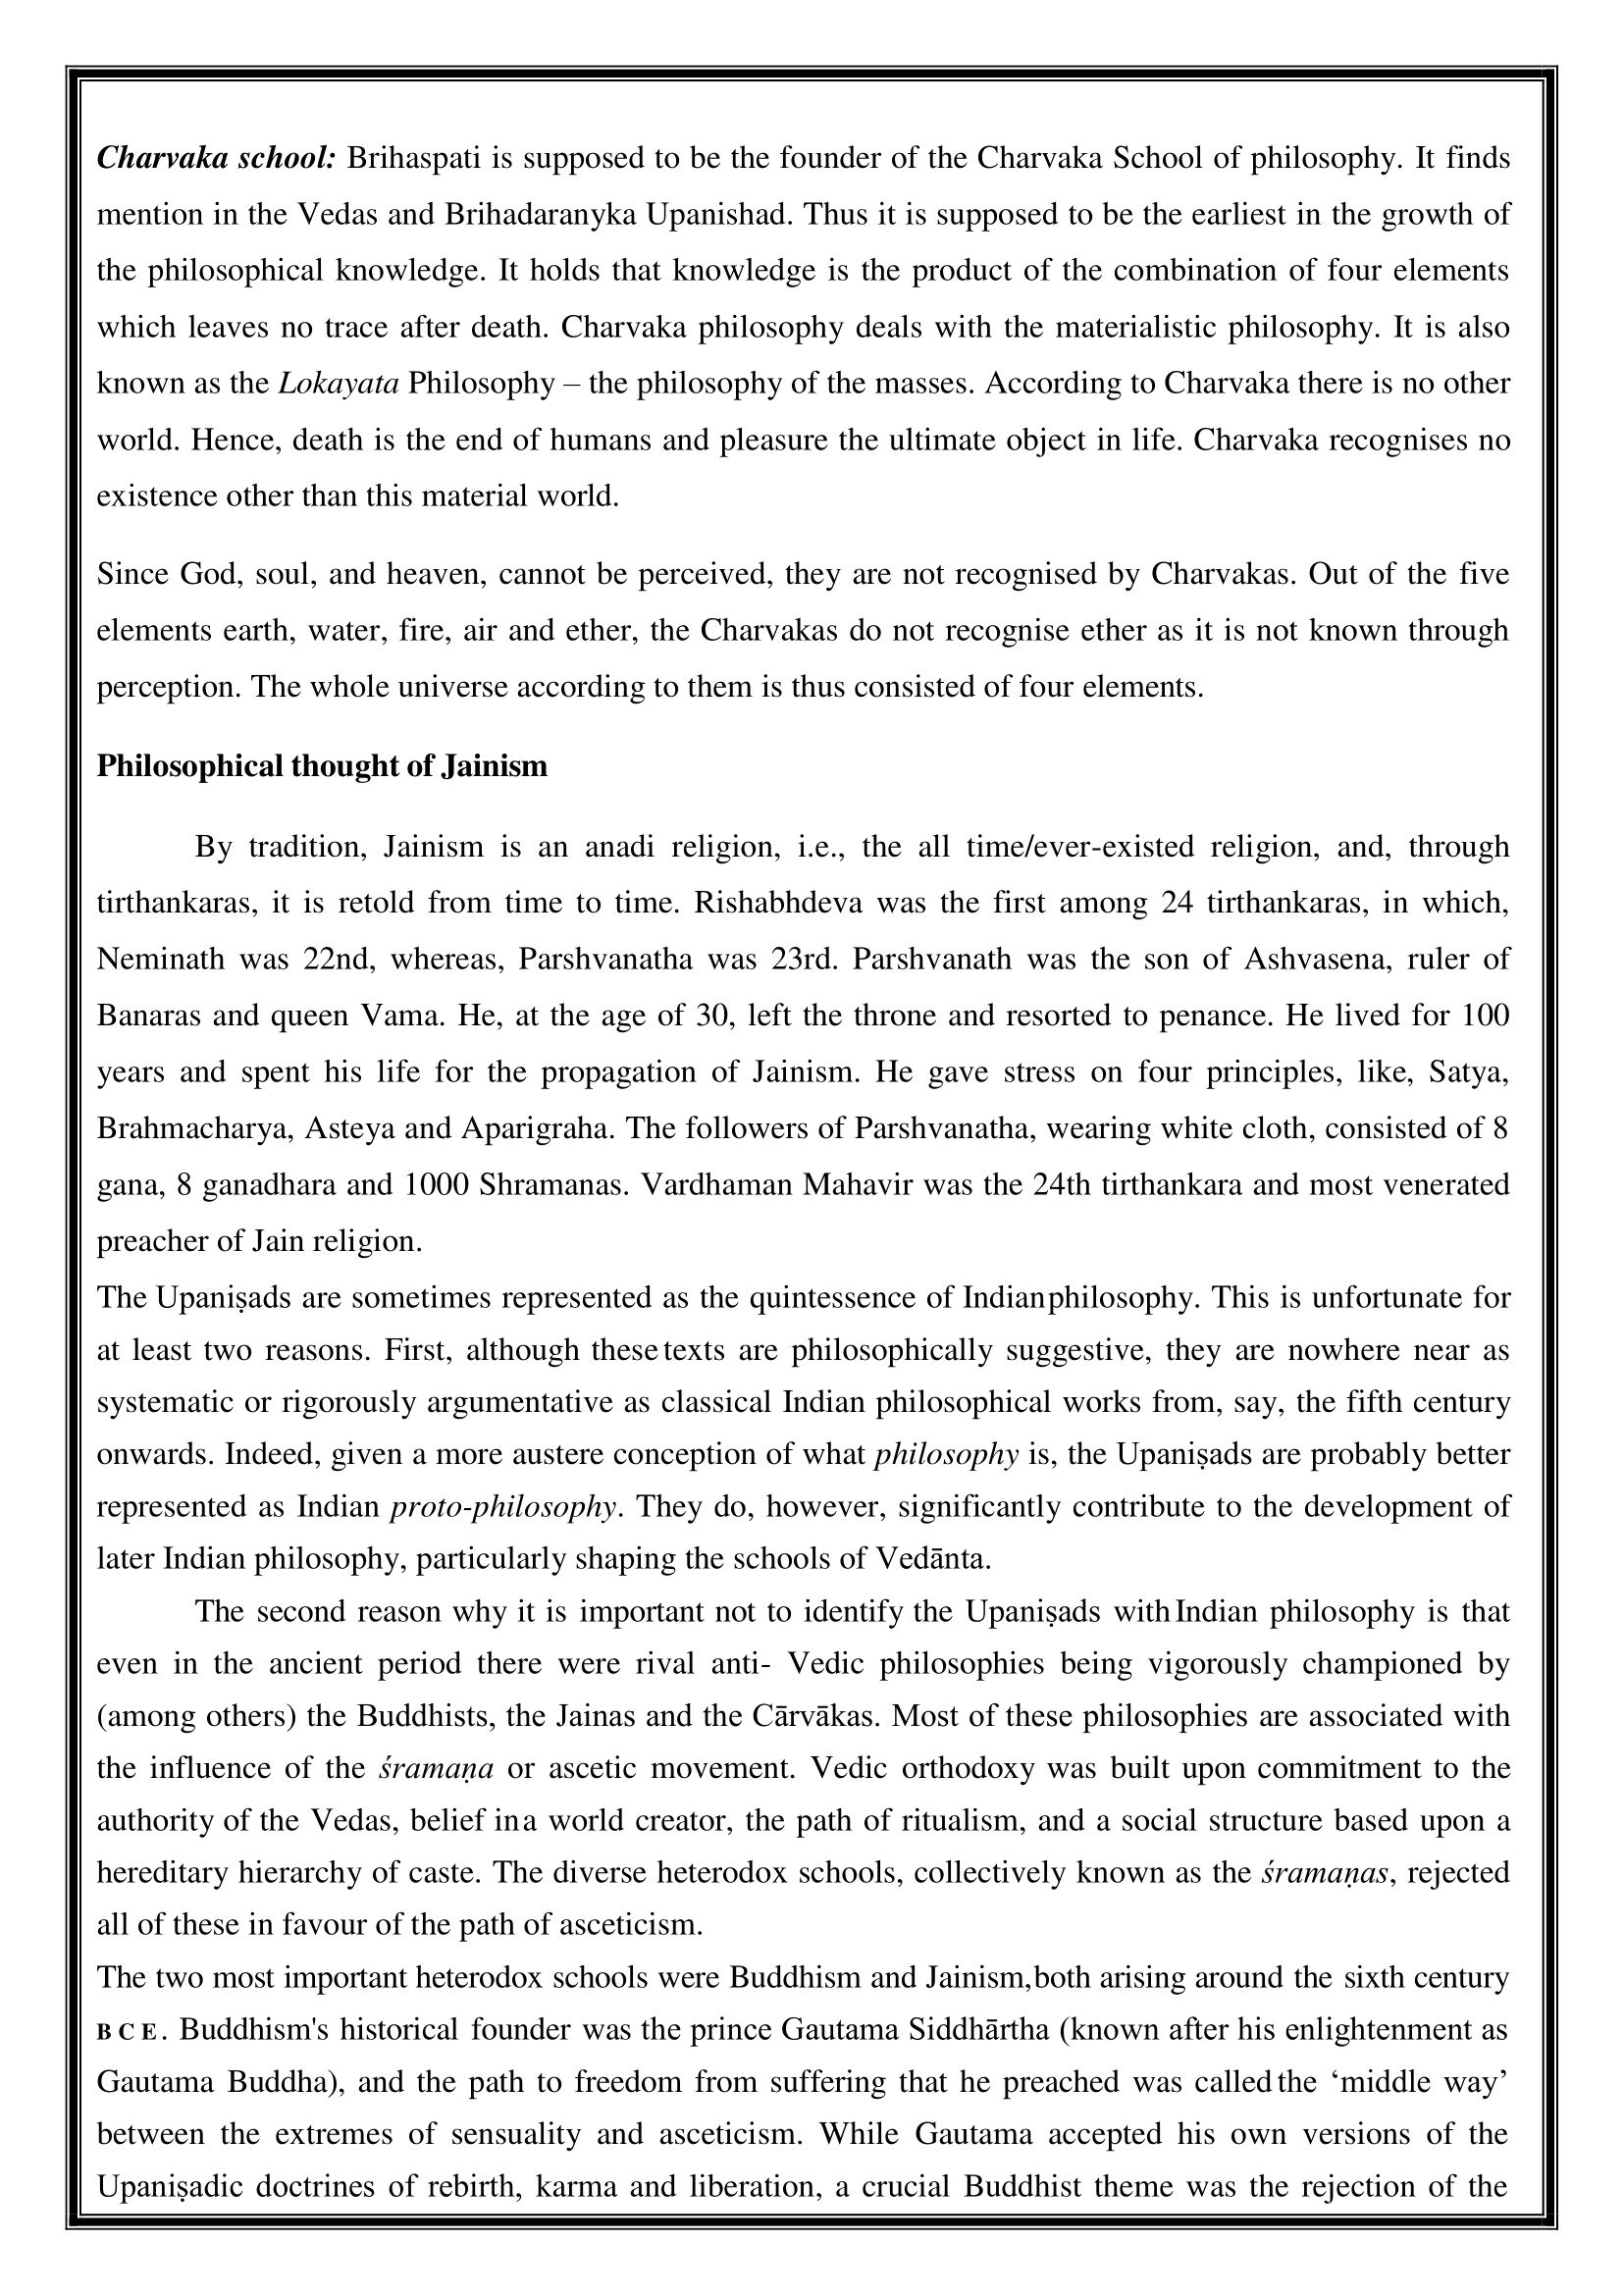 Charvaka school: Brihaspati is supposed to be the founder of the Charvaka School of philosophy. It finds
mention in the Vedas and Brihadaranyka Upanishad. Thus it is supposed to be the earliest in the growth of
the philosophical knowledge. It holds that knowledge is the product of the combination of four elements
which leaves no trace after death. Charvaka philosophy deals with the materialistic philosophy. It is also
known as the Lokayata Philosophy – the philosophy of the masses. According to Charvaka there is no other
world. Hence, death is the end of humans and pleasure the ultimate object in life. Charvaka recognises no
existence other than this material world.
Since God, soul, and heaven, cannot be perceived, they are not recognised by Charvakas. Out of the five
elements earth, water, fire, air and ether, the Charvakas do not recognise ether as it is not known through
perception. The whole universe according to them is thus consisted of four elements.
Philosophical thought of Jainism
By tradition, Jainism is an anadi religion, i.e., the all time/ever-existed religion, and, through
tirthankaras, it is retold from time to time. Rishabhdeva was the first among 24 tirthankaras, in which,
Neminath was 22nd, whereas, Parshvanatha was 23rd. Parshvanath was the son of Ashvasena, ruler of
Banaras and queen Vama. He, at the age of 30, left the throne and resorted to penance. He lived for 100
years and spent his life for the propagation of Jainism. He gave stress on four principles, like, Satya,
Brahmacharya, Asteya and Aparigraha. The followers of Parshvanatha, wearing white cloth, consisted of 8
gana, 8 ganadhara and 1000 Shramanas. Vardhaman Mahavir was the 24th tirthankara and most venerated
preacher of Jain religion.
The Upaniṣads are sometimes represented as the quintessence of Indianphilosophy. This is unfortunate for
at least two reasons. First, although these texts are philosophically suggestive, they are nowhere near as
systematic or rigorously argumentative as classical Indian philosophical works from, say, the fifth century
onwards. Indeed, given a more austere conception of what philosophy is, the Upaniṣads are probably better
represented as Indian proto-philosophy. They do, however, significantly contribute to the development of
later Indian philosophy, particularly shaping the schools of Vedānta.
The second reason why it is important not to identify the Upaniṣads with Indian philosophy is that
even in the ancient period there were rival anti- Vedic philosophies being vigorously championed by
(among others) the Buddhists, the Jainas and the Cārvākas. Most of these philosophies are associated with
the influence of the śramaṇa or ascetic movement. Vedic orthodoxy was built upon commitment to the
authority of the Vedas, belief in a world creator, the path of ritualism, and a social structure based upon a
hereditary hierarchy of caste. The diverse heterodox schools, collectively known as the śramaṇas, rejected
all of these in favour of the path of asceticism.
The two most important heterodox schools were Buddhism and Jainism, both arising around the sixth century
BCE. Buddhism's historical founder was the prince Gautama Siddhārtha (known after his enlightenment as
Gautama Buddha), and the path to freedom from suffering that he preached was called the ‘middle way’
between the extremes of sensuality and asceticism. While Gautama accepted his own versions of the
Upaniṣadic doctrines of rebirth, karma and liberation, a crucial Buddhist theme was the rejection of the